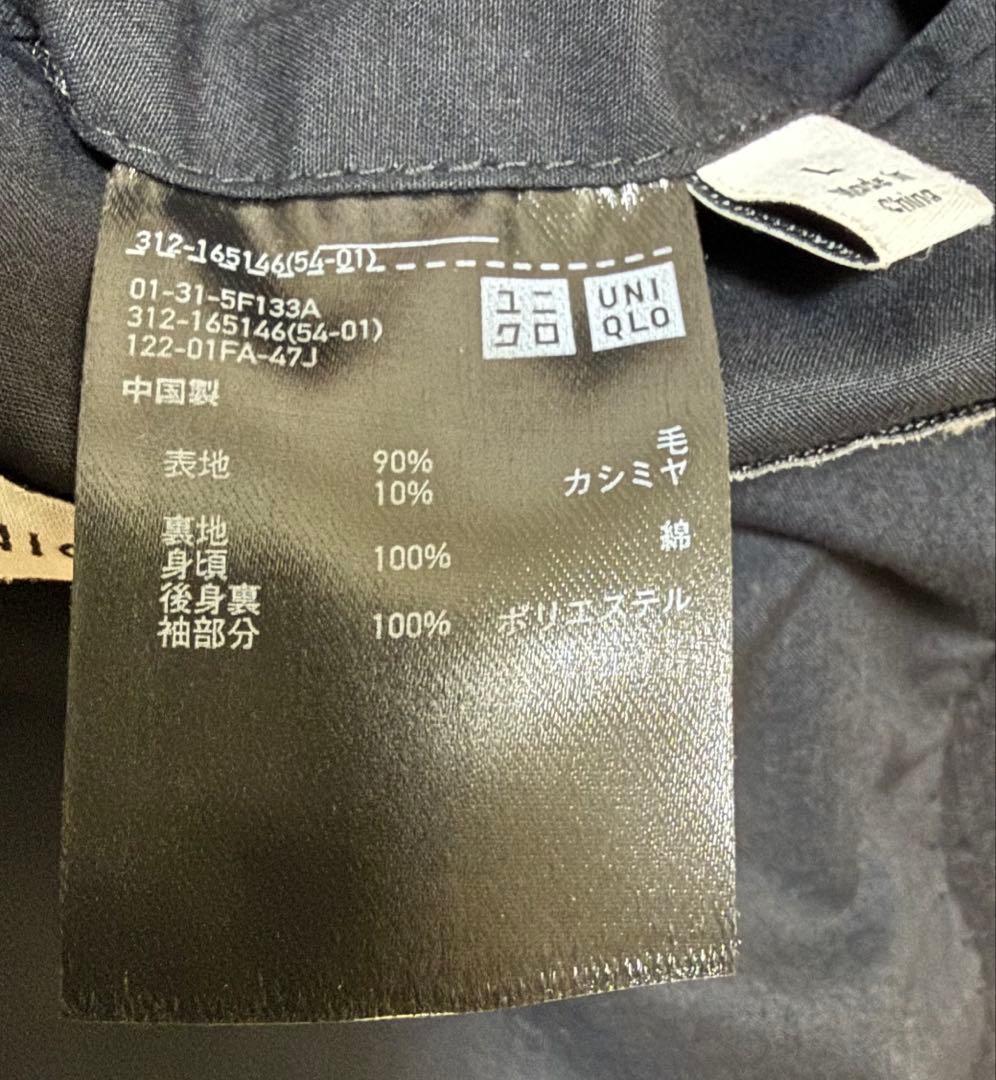 312-165146(54-01)
01-31-5F133A
312-165146(54-01)
122-01FA-47J
中国製
ユニ
クロ
UNI
QLO
表地 90% 毛
10% カシミヤ
裏地
身頃 100% 綿
後身裏
袖部分 100% ポリエステル
L
Made in
China